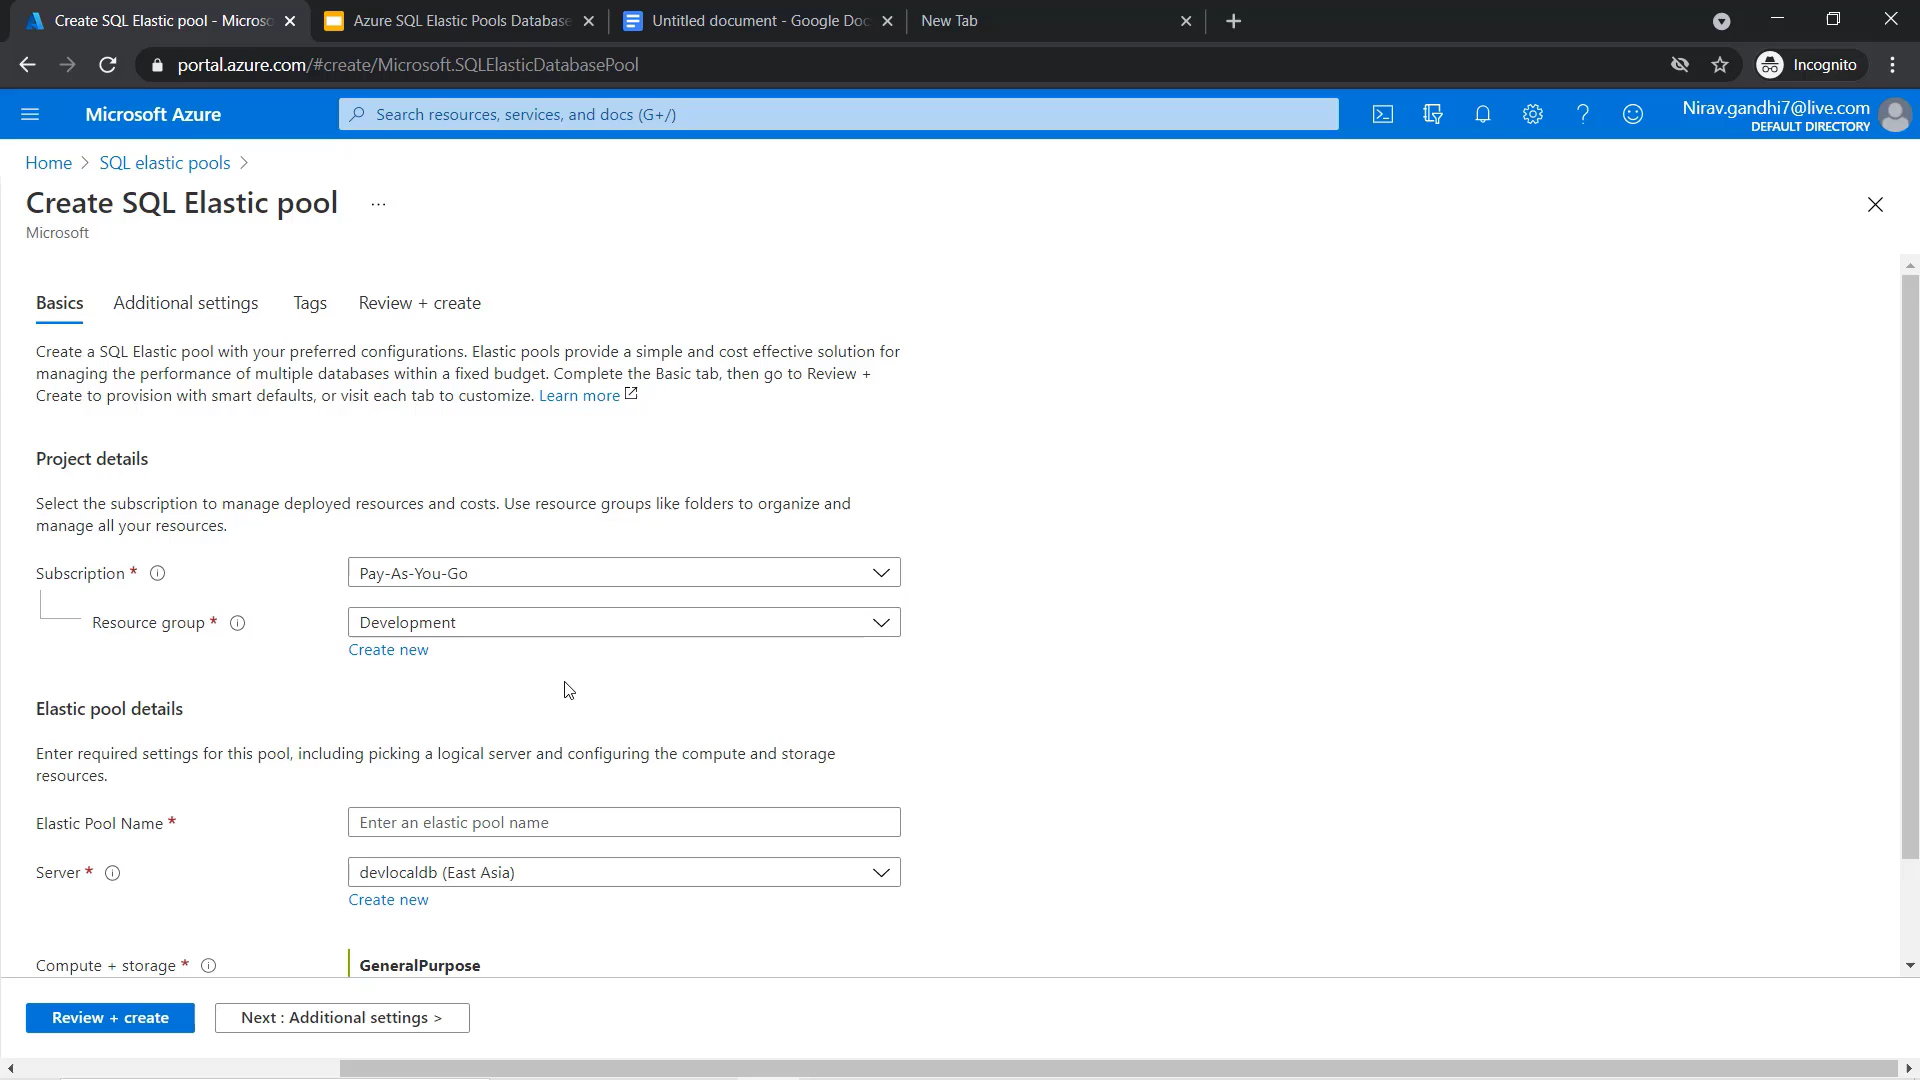 Create SQL Elastic pool - Microso
Azure SQL Elastic Pools Database
Untitled document - Google Doc
New Tab
portal.azure.com/#create/Microsoft.SQLElasticDatabasePool
Incognito
Microsoft Azure
Search resources, services, and docs (G+/)
Nirav.gandhi7@live.com
DEFAULT DIRECTORY
Home > SQL elastic pools >
Create SQL Elastic pool ...
Microsoft
Basics
Additional settings
Tags
Review + create
Create a SQL Elastic pool with your preferred configurations. Elastic pools provide a simple and cost effective solution for
managing the performance of multiple databases within a fixed budget. Complete the Basic tab, then go to Review +
Create to provision with smart defaults, or visit each tab to customize. Learn more
Project details
Select the subscription to manage deployed resources and costs. Use resource groups like folders to organize and
manage all your resources.
Subscription *
Pay-As-You-Go
Resource group *
Development
Create new
Elastic pool details
Enter required settings for this pool, including picking a logical server and configuring the compute and storage
resources.
Elastic Pool Name *
Enter an elastic pool name
Server *
devlocaldb (East Asia)
Create new
Compute + storage *
GeneralPurpose
Review + create
Next : Additional settings >